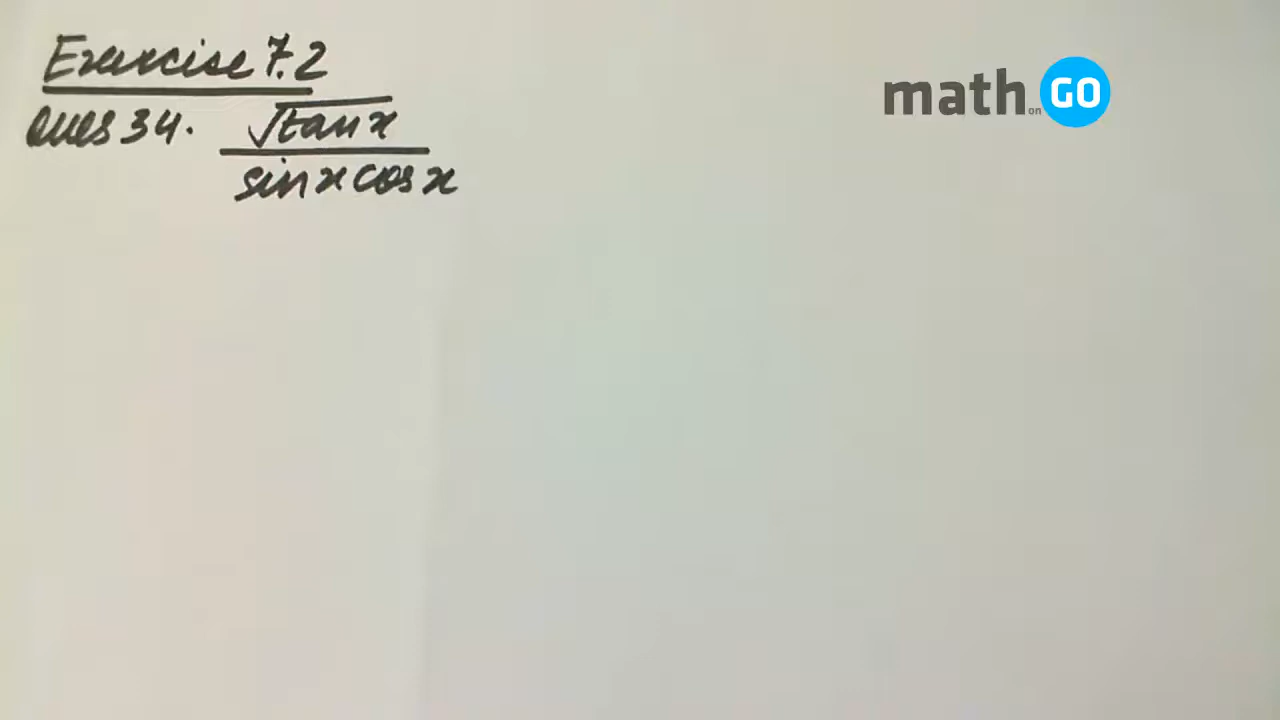 Exercise 7.2
math on GO
Ques 34. √tan x
sin x cos x